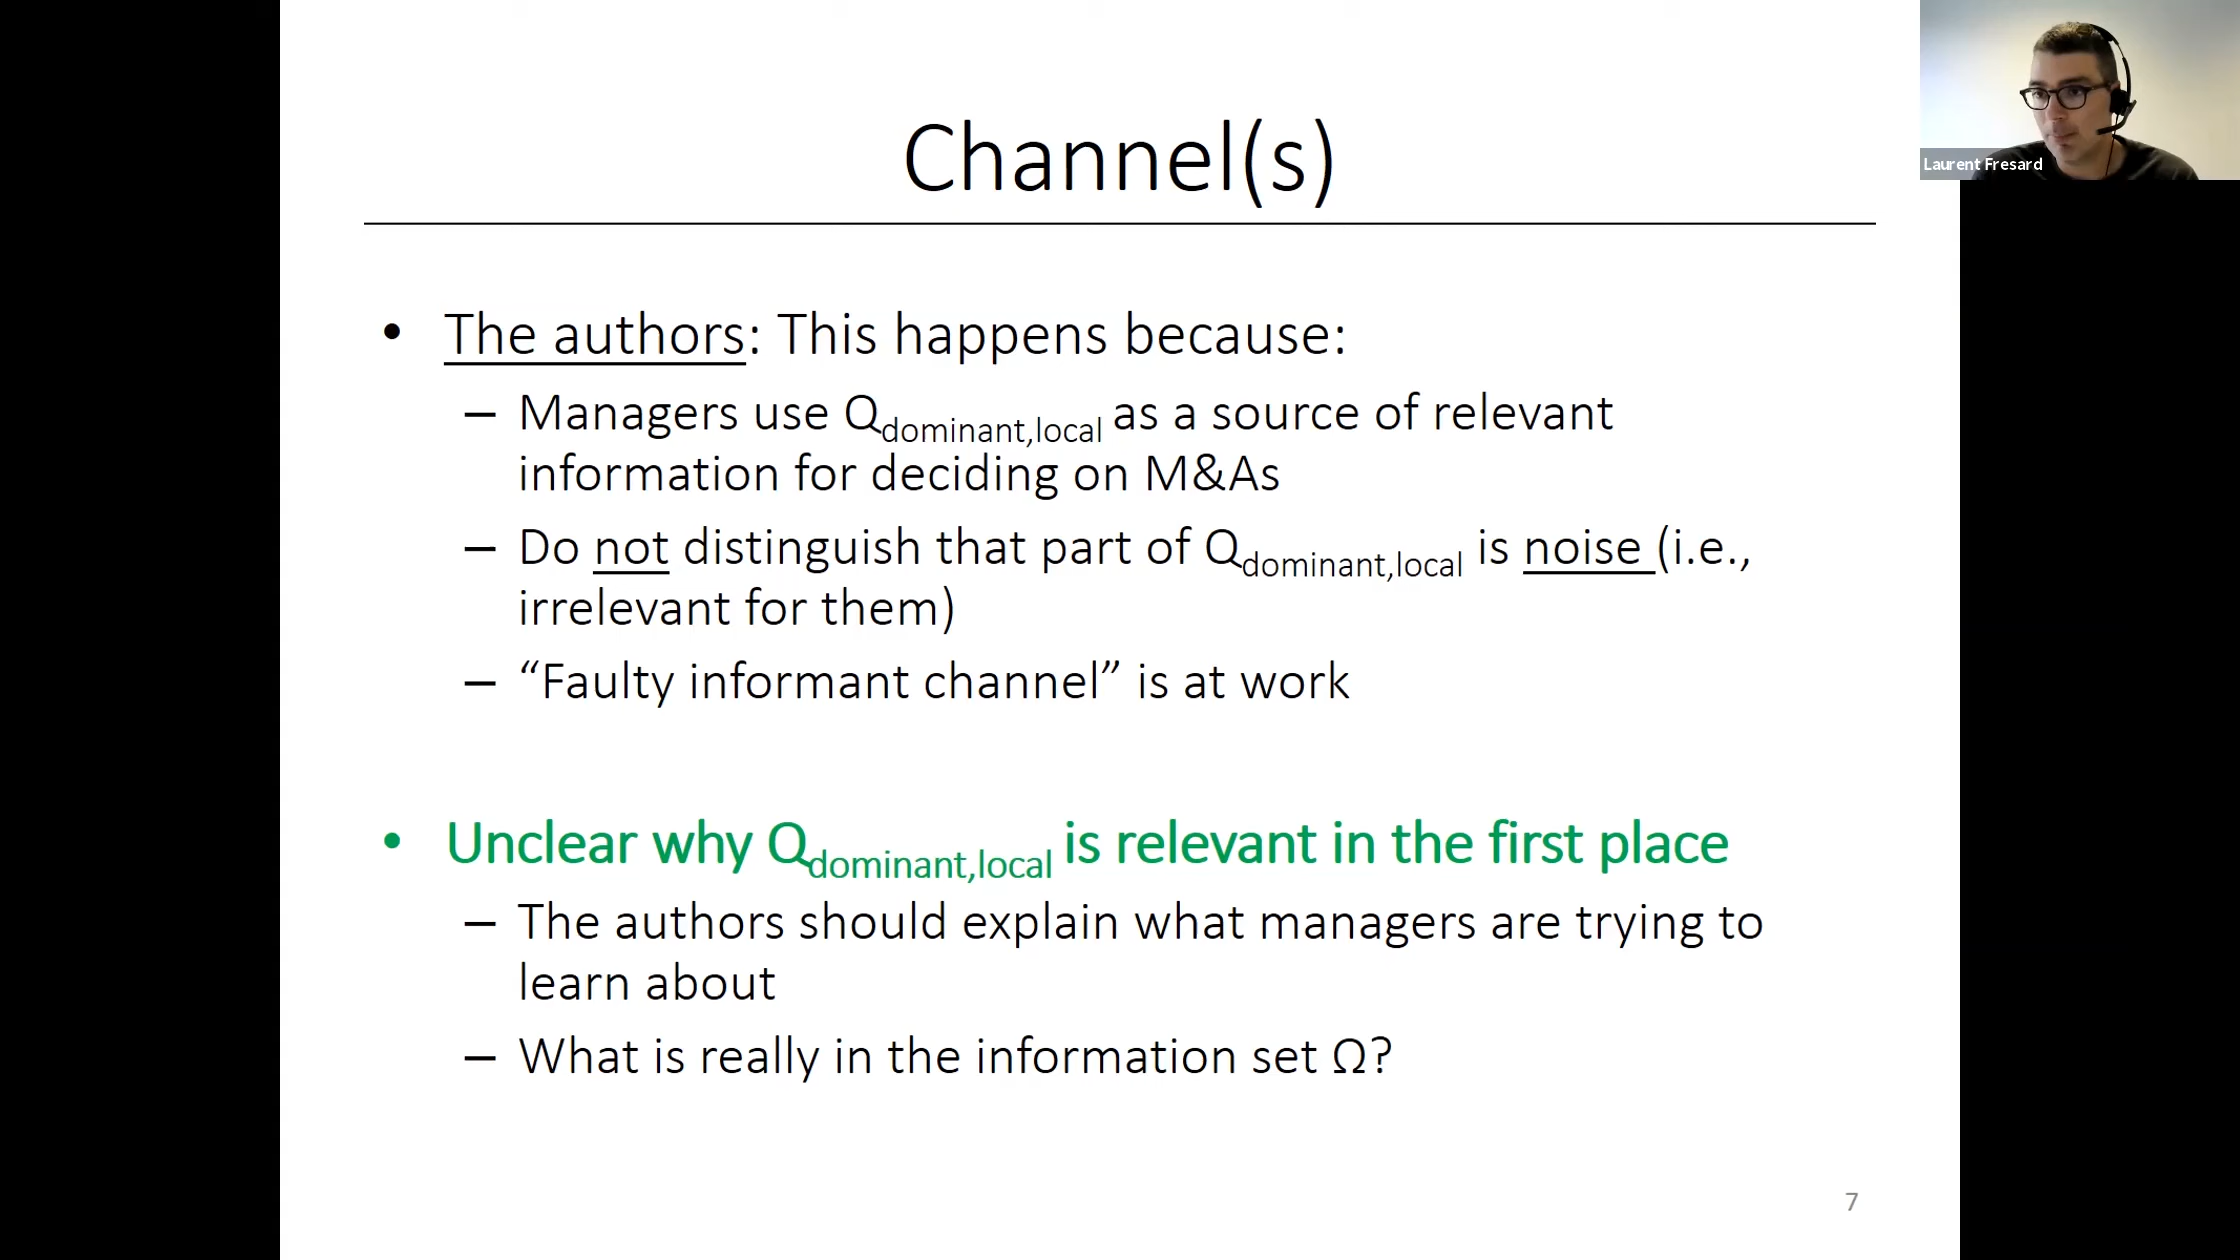 Channel(s)
Laurent Fresard
• The authors: This happens because:
– Managers use Qdominant,local as a source of relevant
information for deciding on M&As
– Do not distinguish that part of Qdominant,local is noise (i.e.,
irrelevant for them)
– “Faulty informant channel” is at work
• Unclear why Qdominant,local is relevant in the first place
– The authors should explain what managers are trying to
learn about
– What is really in the information set Ω?
7